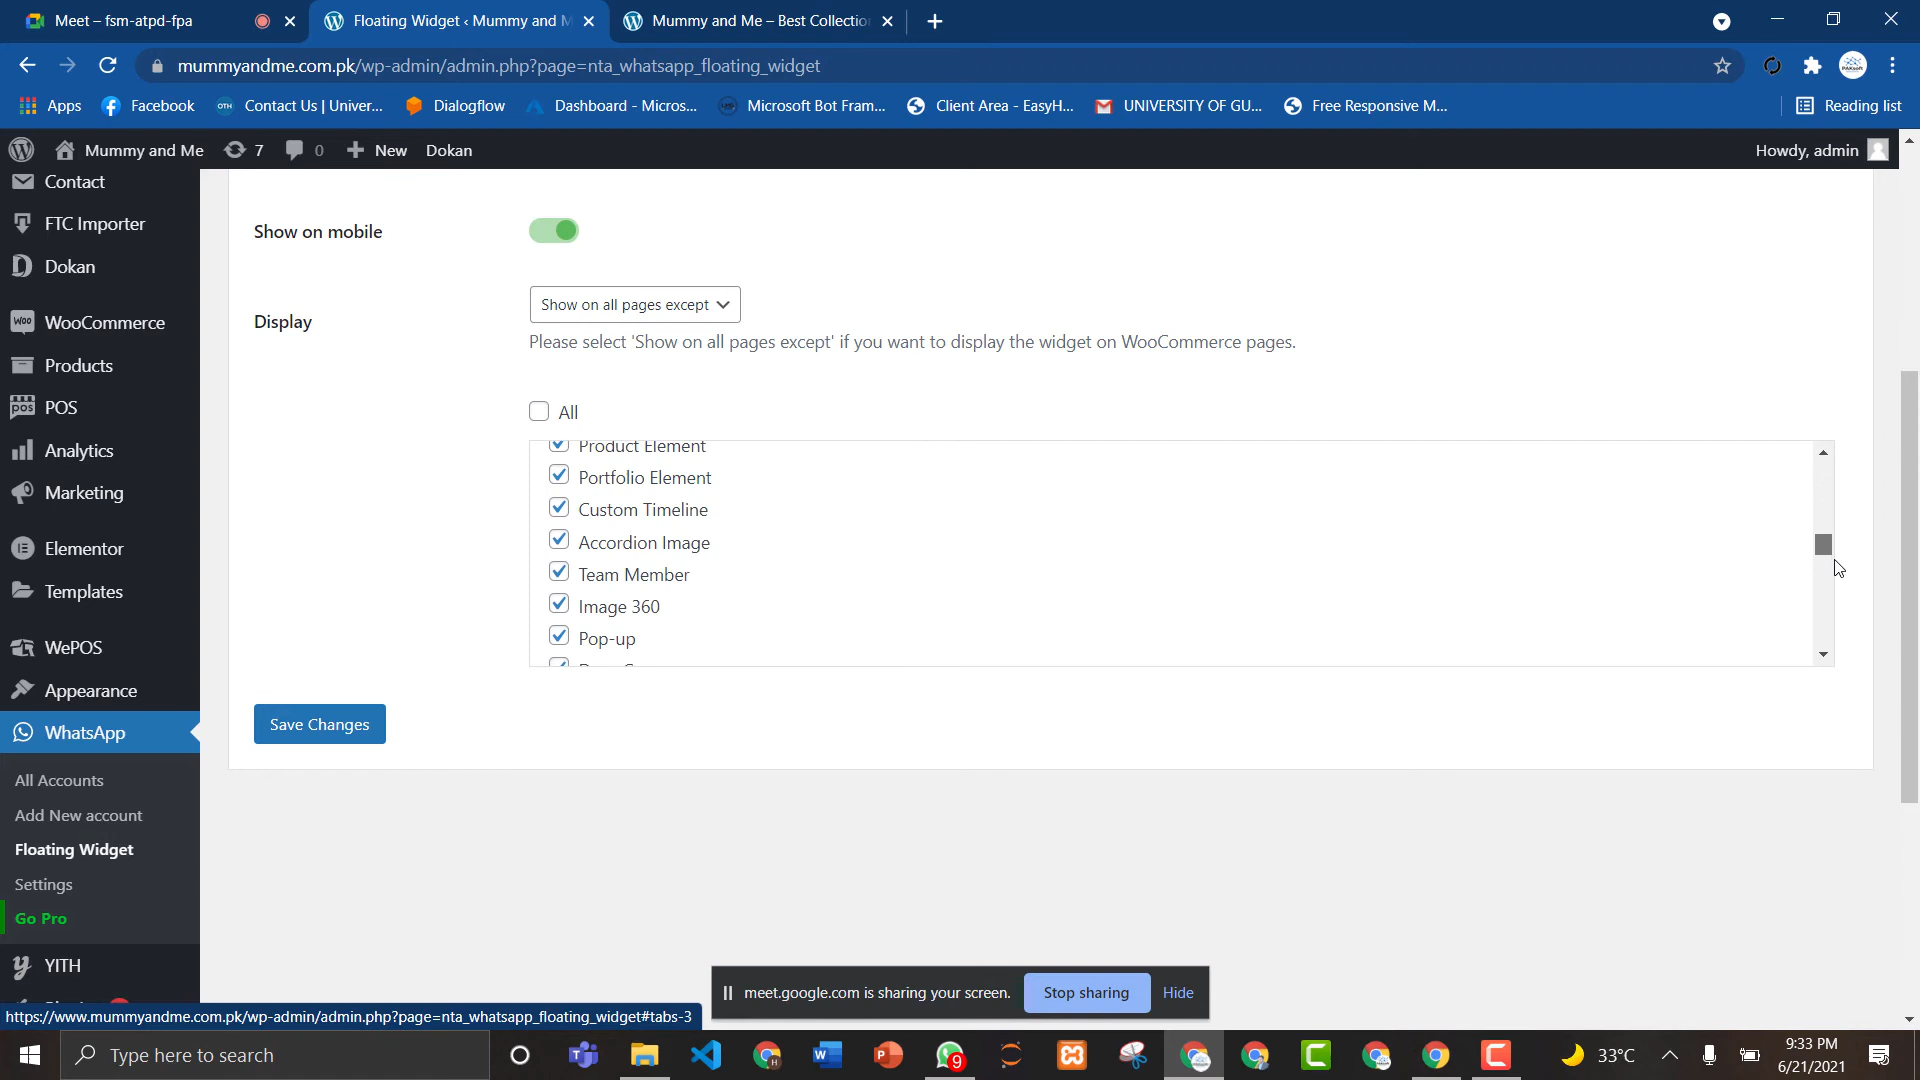 Meet – fsm-atpd-fpa
Floating Widget ‹ Mummy and M
Mummy and Me – Best Collectio
mummyandme.com.pk/wp-admin/admin.php?page=nta_whatsapp_floating_widget
Apps
Facebook
OTH
Contact Us | Univer...
Dialogflow
Dashboard - Micros...
Microsoft Bot Fram...
Client Area - EasyH...
UNIVERSITY OF GU...
Free Responsive M...
Reading list
Mummy and Me
7
0
New
Dokan
Howdy, admin
Contact
FTC Importer
Dokan
WooCommerce
Products
POS
Analytics
Marketing
Elementor
Templates
WePOS
Appearance
WhatsApp
All Accounts
Add New account
Floating Widget
Settings
Go Pro
YITH
Show on mobile
Display
Show on all pages except
Please select 'Show on all pages except' if you want to display the widget on WooCommerce pages.
All
Product Element
Portfolio Element
Custom Timeline
Accordion Image
Team Member
Image 360
Pop-up
Save Changes
meet.google.com is sharing your screen.
Stop sharing
Hide
https://www.mummyandme.com.pk/wp-admin/admin.php?page=nta_whatsapp_floating_widget#tabs-3
Type here to search
9
33°C
9:33 PM
6/21/2021